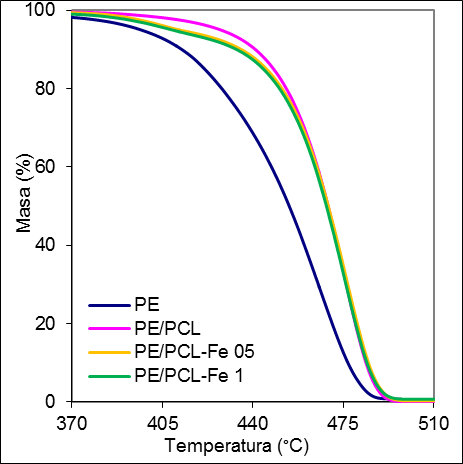 100
80
60
40
20
0
Masa (%)
PE
PE/PCL
PE/PCL-Fe 05
PE/PCL-Fe 1
370 405 440 475 510
Temperatura (°C)